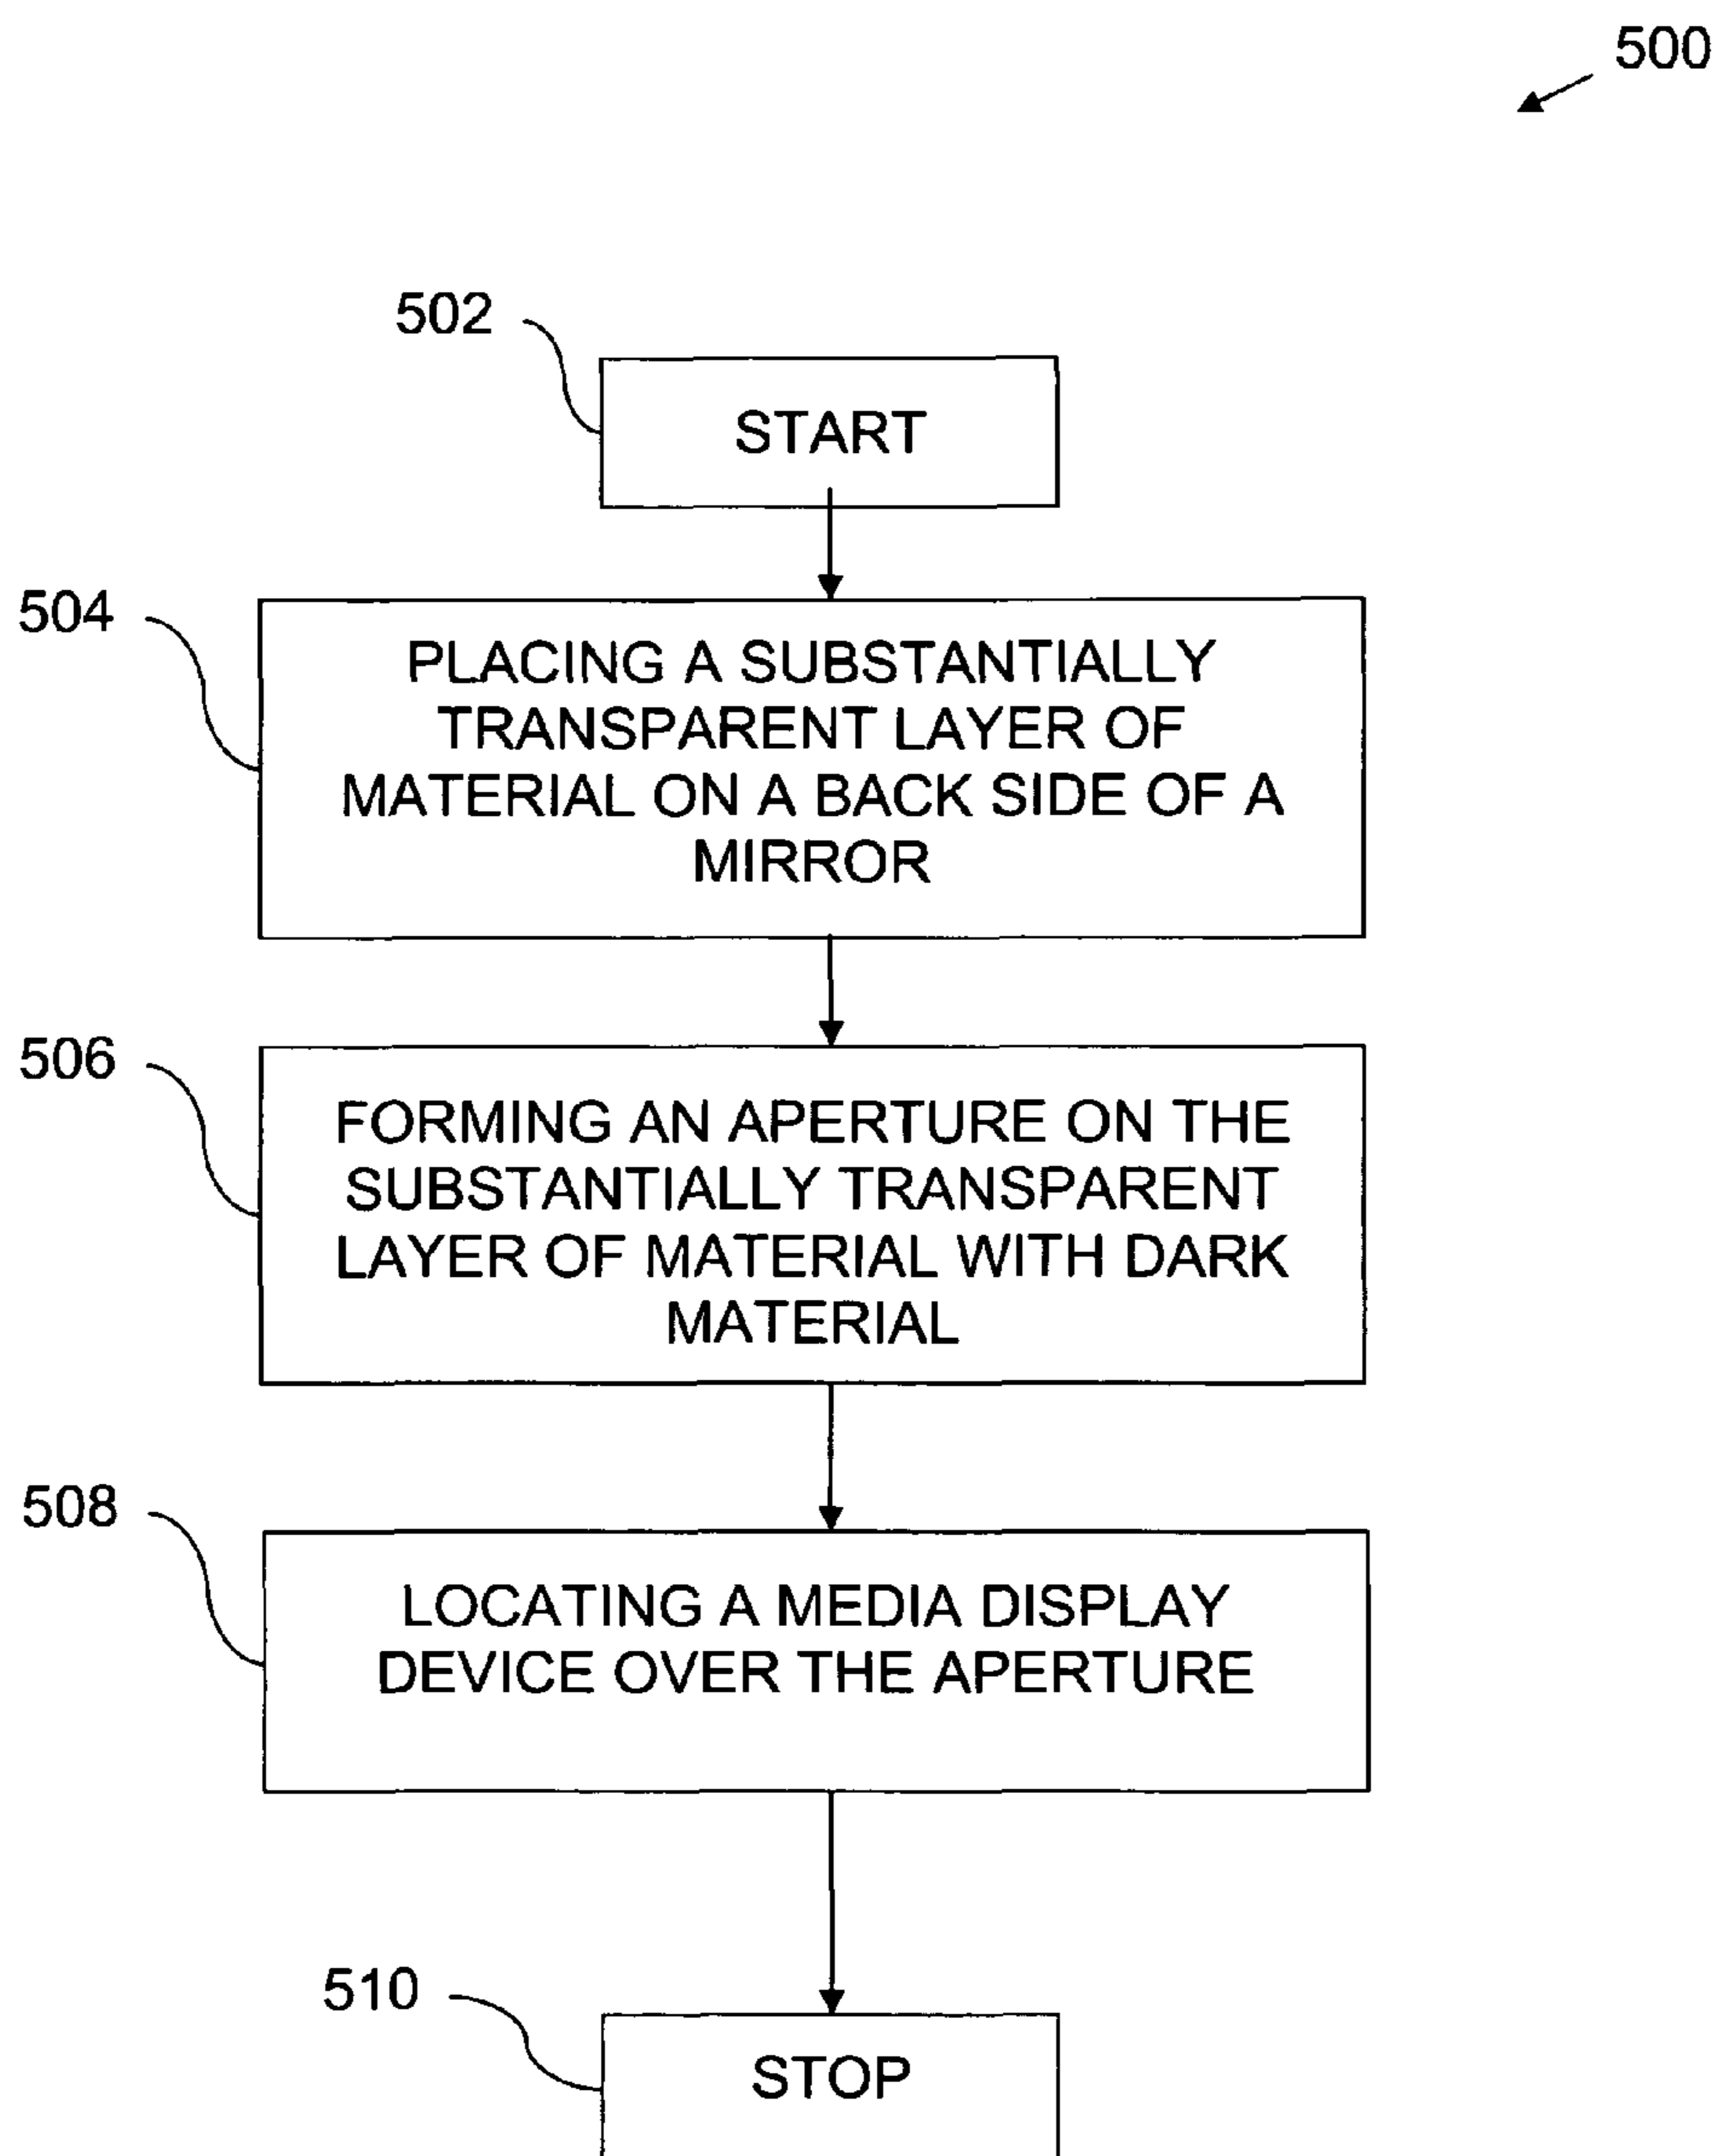 500
502
START
504
PLACING A SUBSTANTIALLY
TRANSPARENT LAYER OF
MATERIAL ON A BACK SIDE OF A
MIRROR
506
FORMING AN APERTURE ON THE
SUBSTANTIALLY TRANSPARENT
LAYER OF MATERIAL WITH DARK
MATERIAL
508
LOCATING A MEDIA DISPLAY
DEVICE OVER THE APERTURE
510
STOP